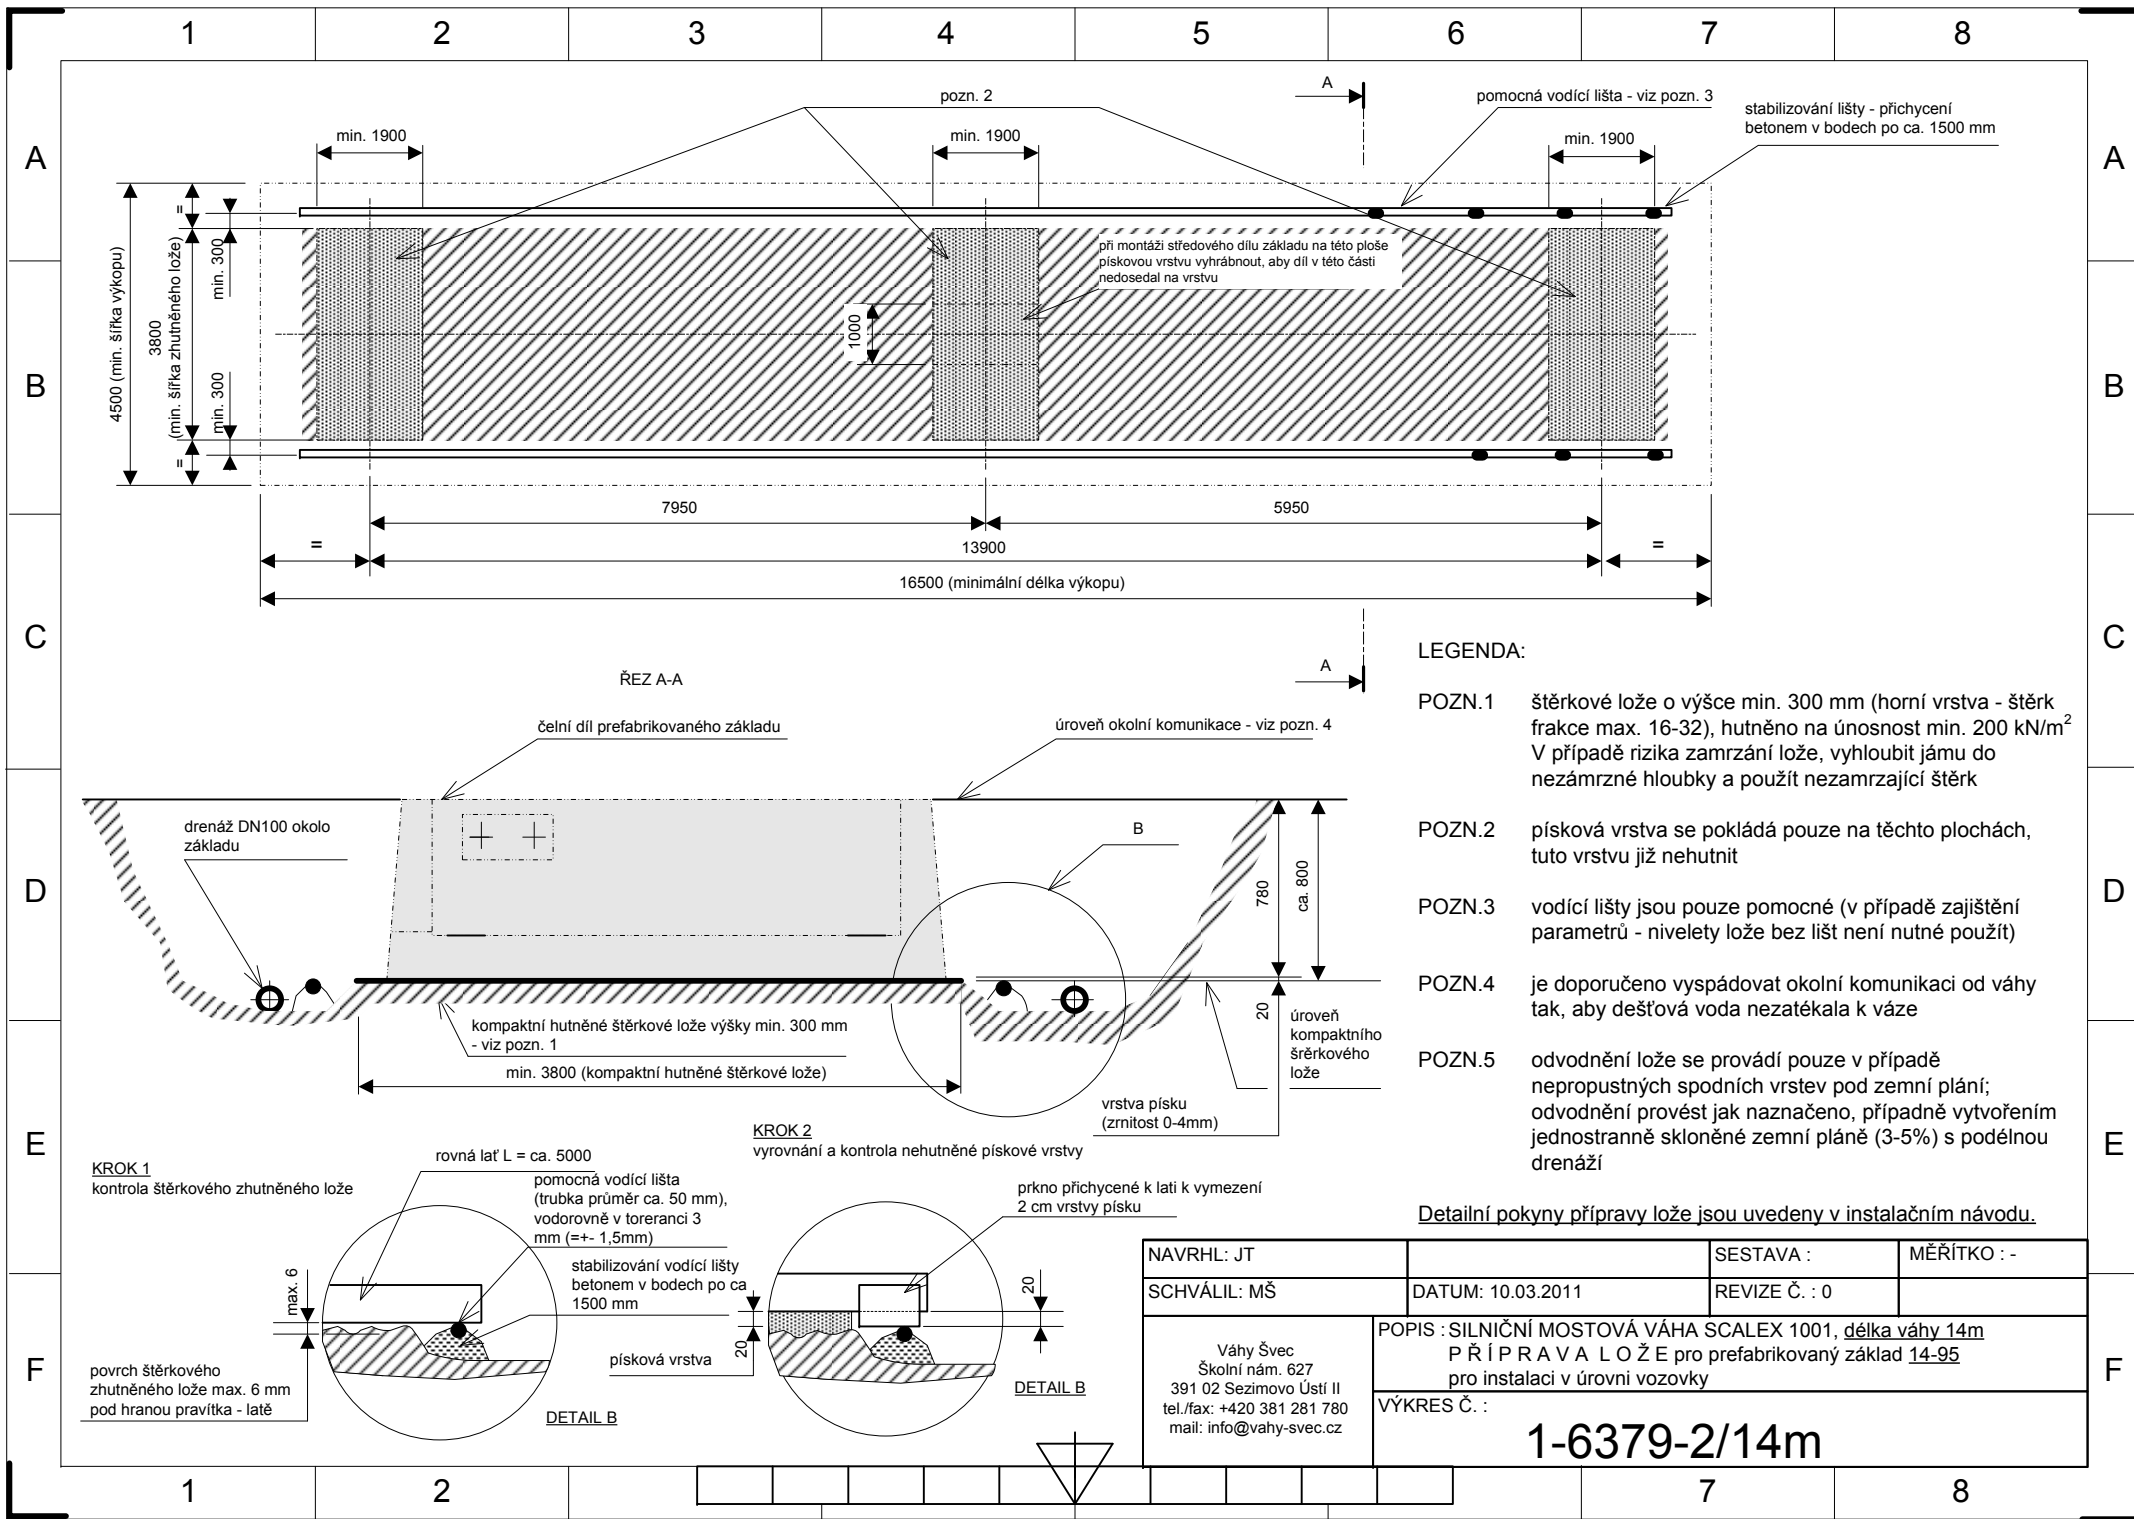 1 2 3 4 5 6 7 8
A
B
C
D
E
F
A
B
C
D
E
F
pozn. 2
A
pomocná vodící lišta - viz pozn. 3
stabilizování lišty - přichycení
betonem v bodech po ca. 1500 mm
min. 1900
min. 1900
min. 1900
4500 (min. šířka výkopu)
=
3800
(min. šířka zhutněného lože)
=
min. 300
min. 300
při montáži středového dílu základu na této ploše
pískovou vrstvu vyhrábnout, aby díl v této části
nedosedal na vrstvu
1000
7950
5950
=
13900
=
16500 (minimální délka výkopu)
A
ŘEZ A-A
čelní díl prefabrikovaného základu
úroveň okolní komunikace - viz pozn. 4
drenáž DN100 okolo
základu
B
780
ca. 800
20
kompaktní hutněné štěrkové lože výšky min. 300 mm
- viz pozn. 1
min. 3800 (kompaktní hutněné štěrkové lože)
úroveň
kompaktního
šrěrkového
lože
vrstva písku
(zrnitost 0-4mm)
LEGENDA:
POZN.1 štěrkové lože o výšce min. 300 mm (horní vrstva - štěrk
frakce max. 16-32), hutněno na únosnost min. 200 kN/m²
V případě rizika zamrzání lože, vyhloubit jámu do
nezámrzné hloubky a použít nezamrzající štěrk
POZN.2 písková vrstva se pokládá pouze na těchto plochách,
tuto vrstvu již nehutnit
POZN.3 vodící lišty jsou pouze pomocné (v případě zajištění
parametrů - nivelety lože bez lišt není nutné použít)
POZN.4 je doporučeno vyspádovat okolní komunikaci od váhy
tak, aby dešťová voda nezatékala k váze
POZN.5 odvodnění lože se provádí pouze v případě
nepropustných spodních vrstev pod zemní plání;
odvodnění provést jak naznačeno, případně vytvořením
jednostranně skloněné zemní pláně (3-5%) s podélnou
drenáží
Detailní pokyny přípravy lože jsou uvedeny v instalačním návodu.
KROK 1
kontrola štěrkového zhutněného lože
rovná lať L = ca. 5000
pomocná vodící lišta
(trubka průměr ca. 50 mm),
vodorovně v toreranci 3
mm (=+- 1,5mm)
stabilizování vodící lišty
betonem v bodech po ca
1500 mm
max. 6
povrch štěrkového
zhutněného lože max. 6 mm
pod hranou pravítka - latě
DETAIL B
KROK 2
vyrovnání a kontrola nehutněné pískové vrstvy
prkno přichycené k lati k vymezení
2 cm vrstvy písku
20
20
písková vrstva
DETAIL B
NAVRHL: JT
SESTAVA :
MĚŘÍTKO : -
SCHVÁLIL: MŠ
DATUM: 10.03.2011
REVIZE Č. : 0
Váhy Švec
Školní nám. 627
391 02 Sezimovo Ústí II
tel./fax: +420 381 281 780
mail: info@vahy-svec.cz
POPIS : SILNIČNÍ MOSTOVÁ VÁHA SCALEX 1001, délka váhy 14m
P Ř Í P R A V A L O Ž E pro prefabrikovaný základ 14-95
pro instalaci v úrovni vozovky
VÝKRES Č. :
1-6379-2/14m
1 2 7 8